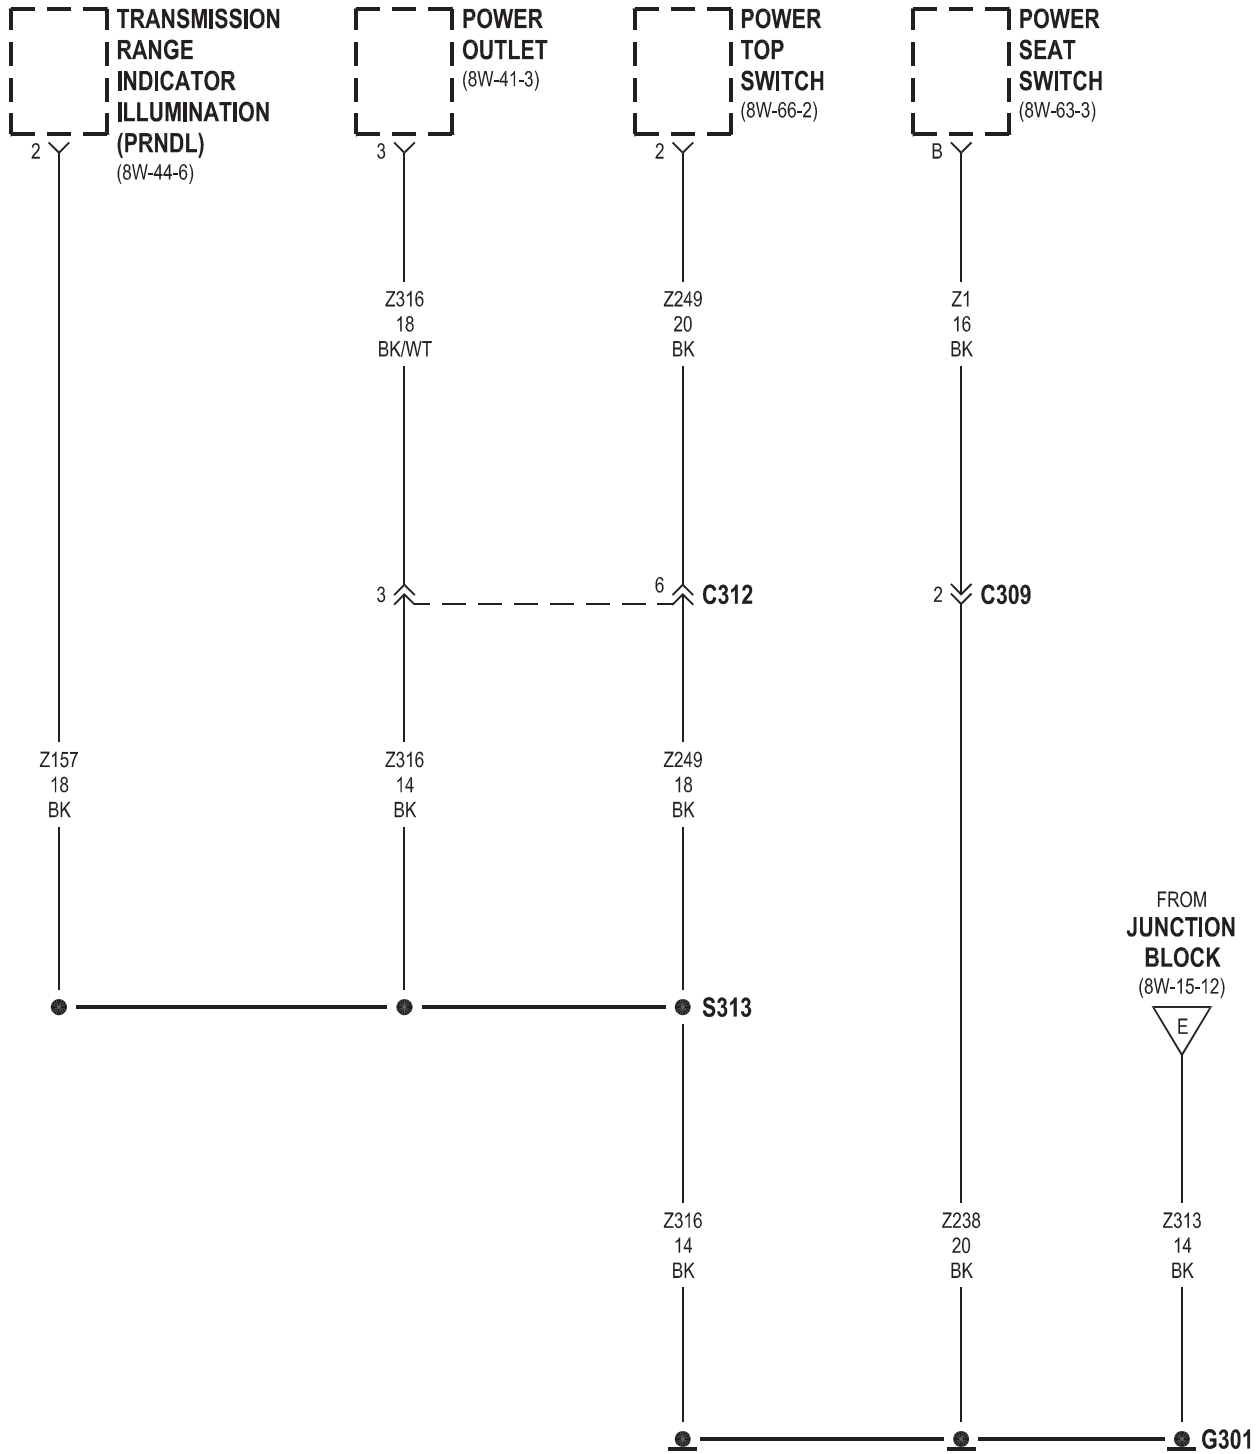 TRANSMISSION
RANGE
INDICATOR
ILLUMINATION
(PRNDL)
(8W-44-6)
2
POWER
OUTLET
(8W-41-3)
3
POWER
TOP
SWITCH
(8W-66-2)
2
POWER
SEAT
SWITCH
(8W-63-3)
B
Z316
18
BK/WT
Z249
20
BK
Z1
16
BK
3
6
C312
2
C309
Z157
18
BK
Z316
14
BK
Z249
18
BK
FROM
JUNCTION
BLOCK
(8W-15-12)
E
S313
Z316
14
BK
Z238
20
BK
Z313
14
BK
G301